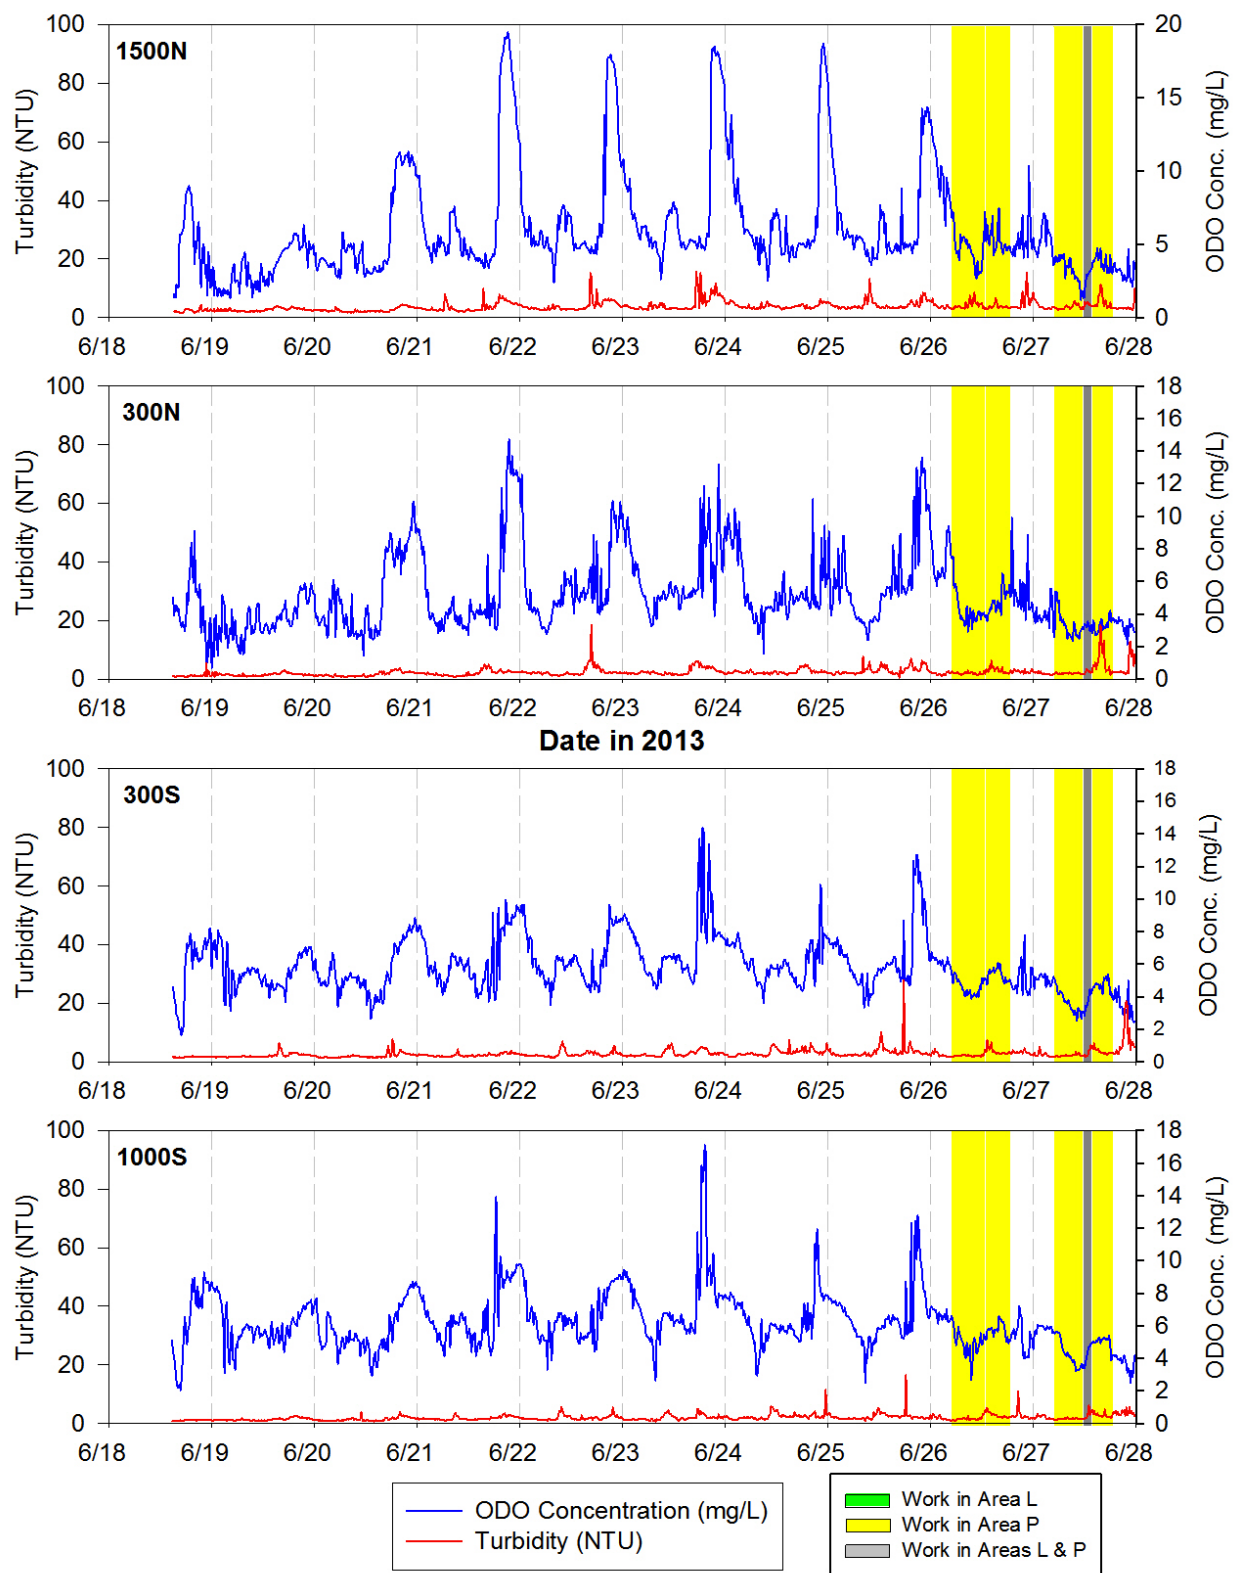 1500N
Turbidity (NTU)
100
80
60
40
20
0
20
15
10
5
0
ODO Conc. (mg/L)
6/18 6/19 6/20 6/21 6/22 6/23 6/24 6/25 6/26 6/27 6/28
300N
Turbidity (NTU)
100
80
60
40
20
0
18
16
14
12
10
8
6
4
2
0
ODO Conc. (mg/L)
6/18 6/19 6/20 6/21 6/22 6/23 6/24 6/25 6/26 6/27 6/28
Date in 2013
300S
Turbidity (NTU)
100
80
60
40
20
0
18
16
14
12
10
8
6
4
2
0
ODO Conc. (mg/L)
6/18 6/19 6/20 6/21 6/22 6/23 6/24 6/25 6/26 6/27 6/28
1000S
Turbidity (NTU)
100
80
60
40
20
0
18
16
14
12
10
8
6
4
2
0
ODO Conc. (mg/L)
6/18 6/19 6/20 6/21 6/22 6/23 6/24 6/25 6/26 6/27 6/28
ODO Concentration (mg/L)
Turbidity (NTU)
Work in Area L
Work in Area P
Work in Areas L & P